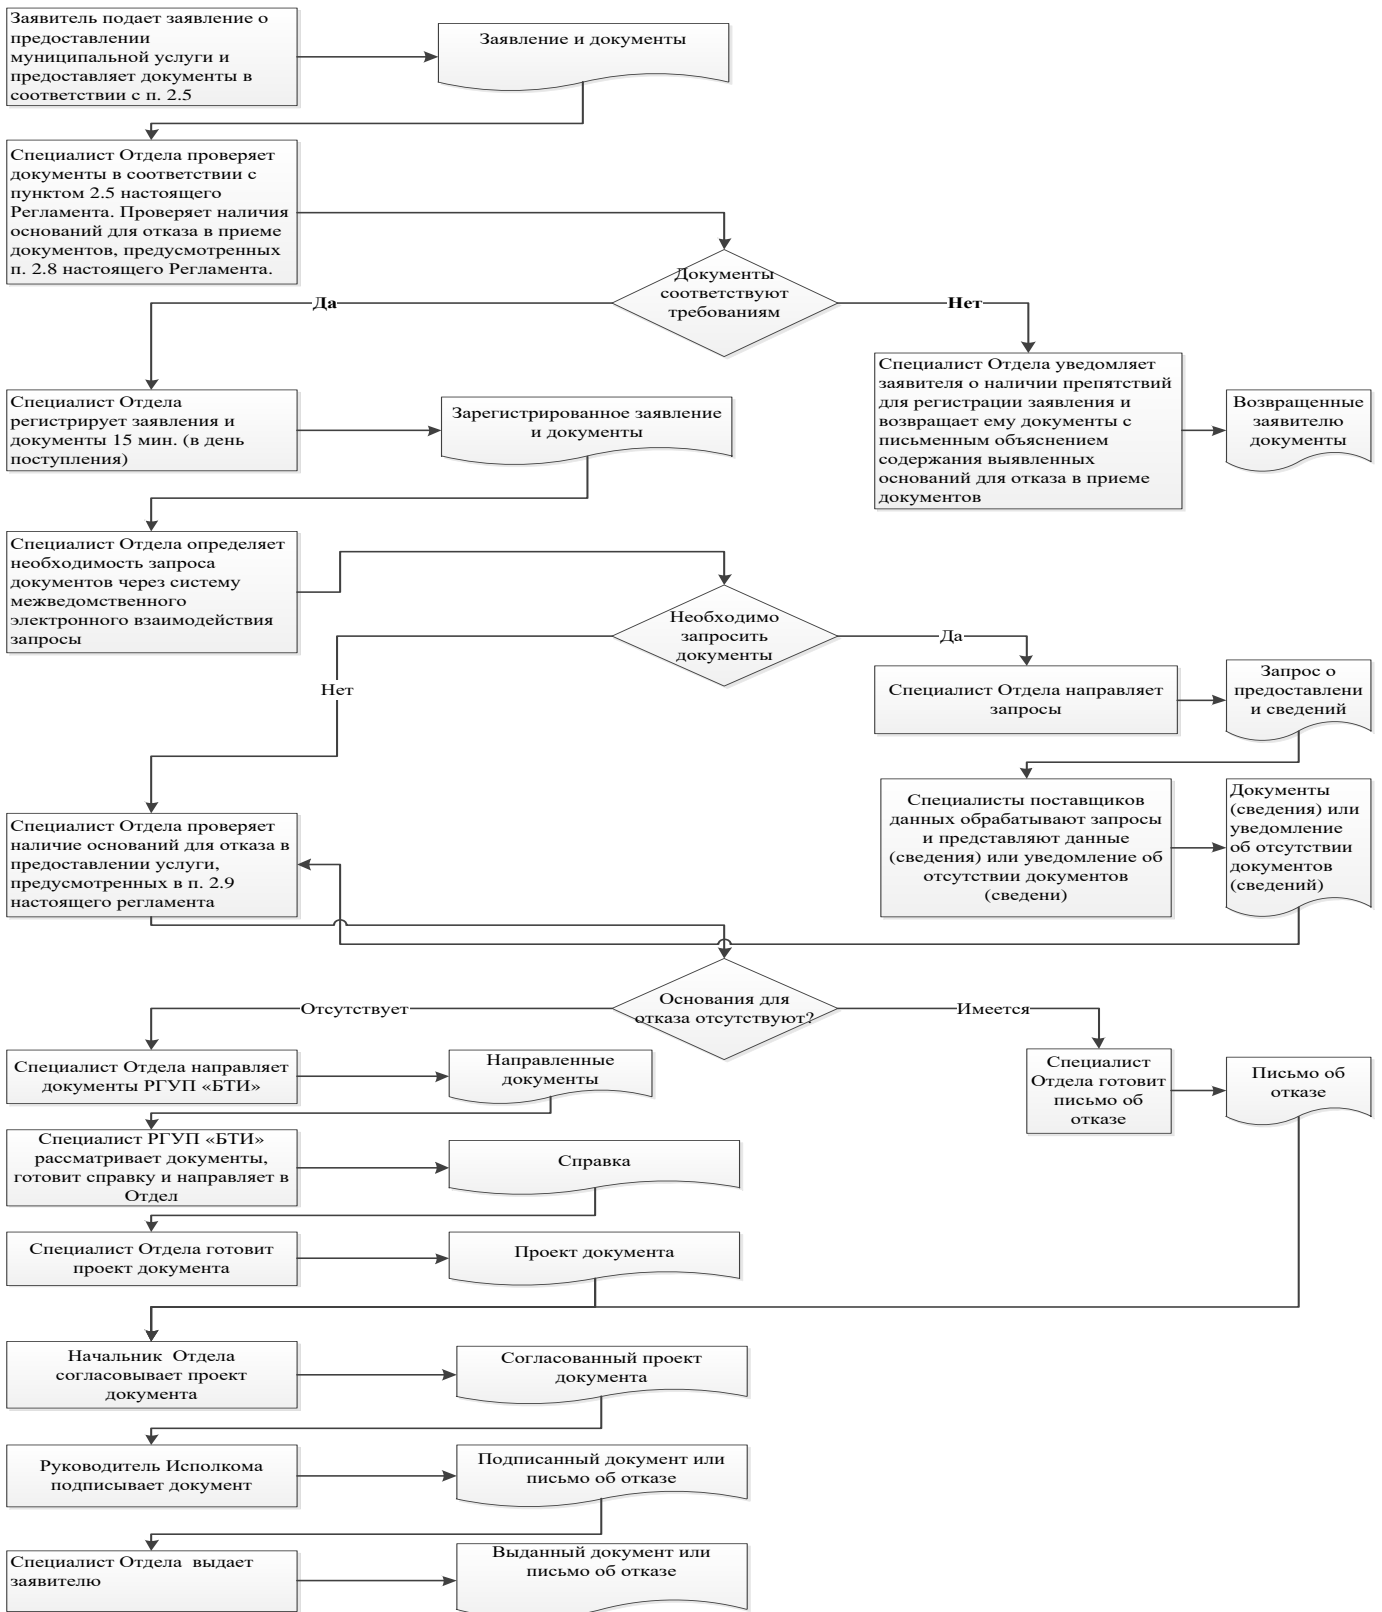 Заявитель подает заявление о
предоставлении
муниципальной услуги и
предоставляет документы в
соответствии с п. 2.5
Заявление и документы
Специалист Отдела проверяет
документы в соответствии с
пунктом 2.5 настоящего
Регламента. Проверяет наличия
оснований для отказа в приеме
документов, предусмотренных
п. 2.8 настоящего Регламента.
Документы
соответствуют
требованиям
Да
Нет
Специалист Отдела
регистрирует заявления и
документы 15 мин. (в день
поступления)
Зарегистрированное заявление
и документы
Специалист Отдела уведомляет
заявителя о наличии препятствий
для регистрации заявления и
возвращает ему документы с
письменным объяснением
содержания выявленных
оснований для отказа в приеме
документов
Возвращенные
заявителю
документы
Специалист Отдела определяет
необходимость запроса
документов через систему
межведомственного
электронного взаимодействия
запросы
Необходимо
запросить
документы
Да
Нет
Специалист Отдела направляет
запросы
Запрос о
предоставлени
и сведений
Специалисты поставщиков
данных обрабатывают запросы
и представляют данные
(сведения) или уведомление об
отсутствии документов
(сведени)
Документы
(сведения) или
уведомление
об отсутствии
документов
(сведений)
Специалист Отдела проверяет
наличие оснований для отказа в
предоставлении услуги,
предусмотренных в п. 2.9
настоящего регламента
Основания для
отказа отсутствуют?
Отсутствует
Имеется
Специалист Отдела направляет
документы РГУП «БТИ»
Направленные
документы
Специалист
Отдела готовит
письмо об
отказе
Письмо об
отказе
Специалист РГУП «БТИ»
рассматривает документы,
готовит справку и направляет в
Отдел
Справка
Специалист Отдела готовит
проект документа
Проект документа
Начальник  Отдела
согласовывает проект
документа
Согласованный проект
документа
Руководитель Исполкома
подписывает документ
Подписанный документ или
письмо об отказе
Специалист Отдела  выдает
заявителю
Выданный документ или
письмо об отказе